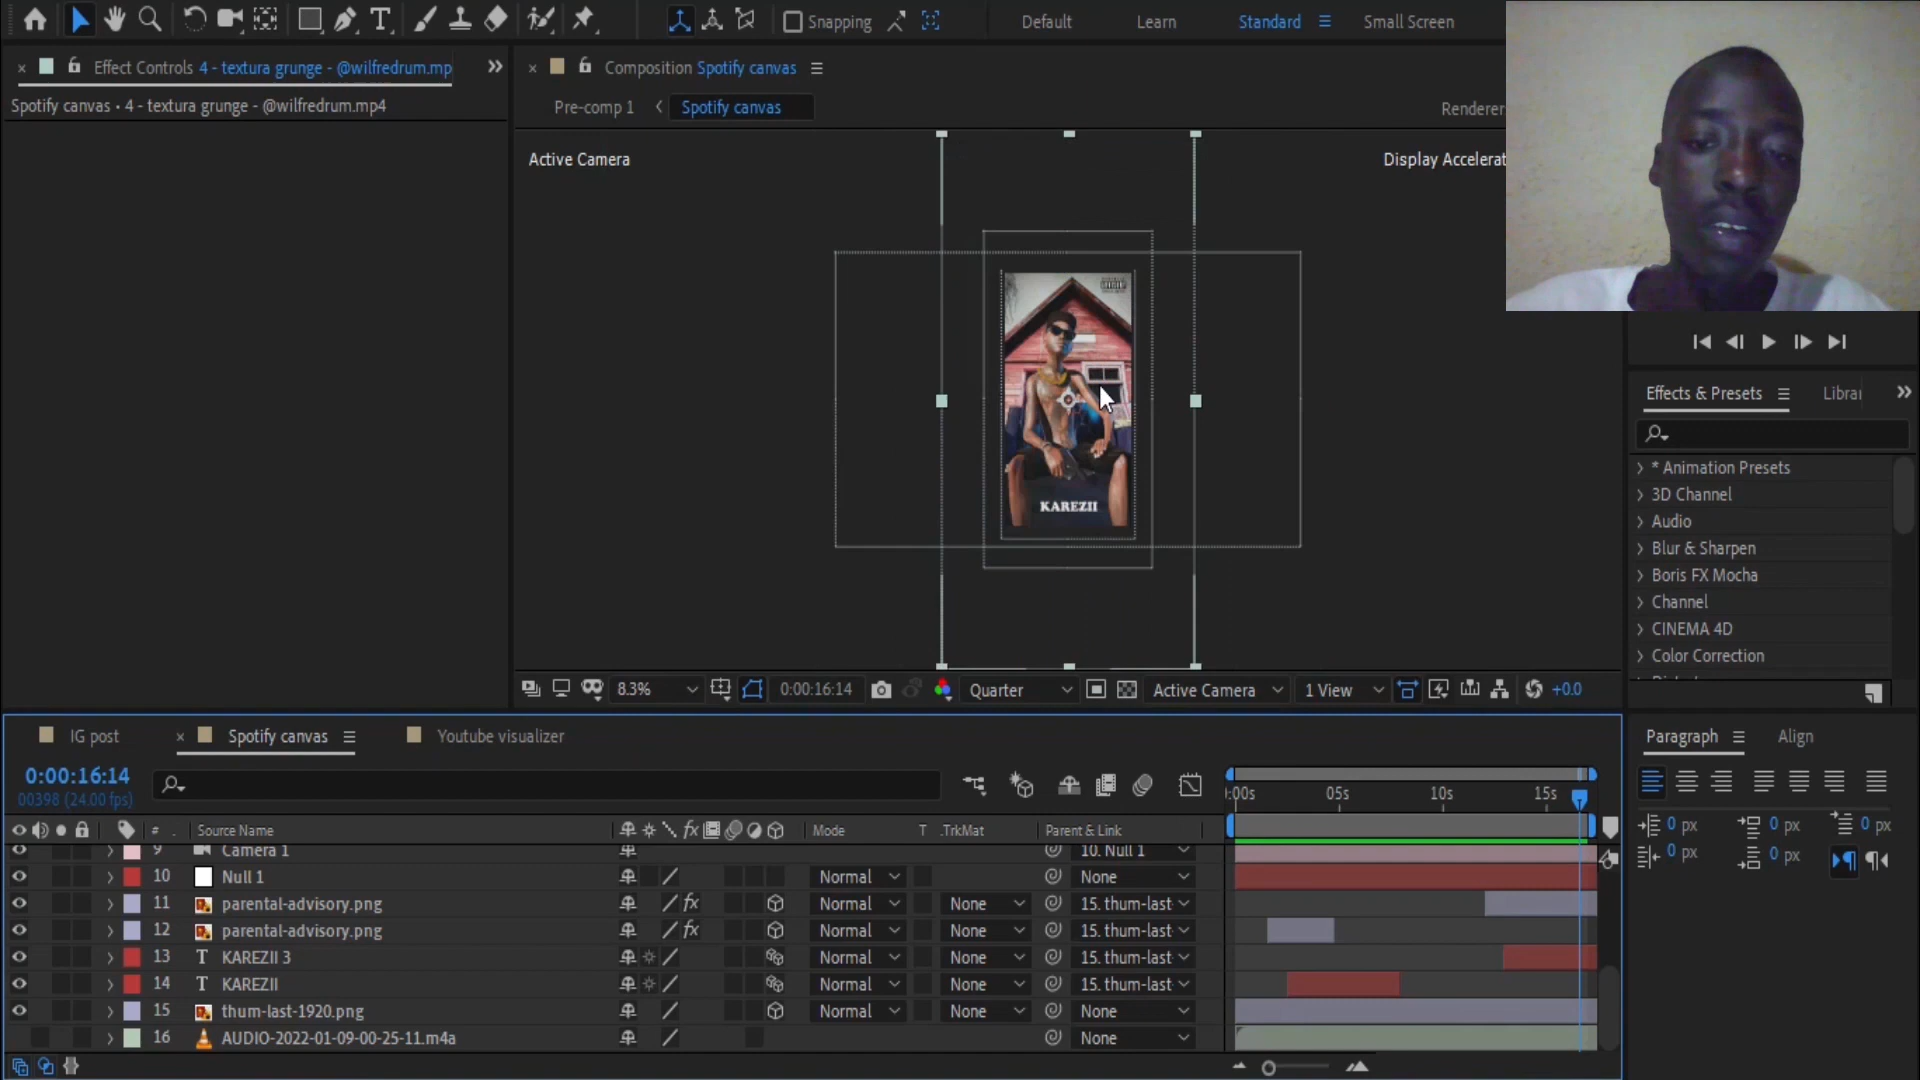 Snapping
Default
Learn
Standard
Small Screen
Effect Controls 4 - textura grunge - @wilfredrum.mp
Composition Spotify canvas
Spotify canvas • 4 - textura grunge - @wilfredrum.mp4
Pre-comp 1
Spotify canvas
Renderer
Active Camera
Display Accelerat
KAREZII
8.3%
0:00:16:14
Quarter
Active Camera
1 View
+0.0
Effects & Presets
Librar
* Animation Presets
3D Channel
Audio
Blur & Sharpen
Boris FX Mocha
Channel
CINEMA 4D
Color Correction
IG post
Spotify canvas
Youtube visualizer
0:00:16:14
00398 (24.00 fps)
:00s 05s 10s 15s
# . Source Name Mode T .TrkMat Parent & Link
9 Camera 1 10. Null 1
10 Null 1 Normal None
11 parental-advisory.png Normal None 15. thum-last
12 parental-advisory.png Normal None 15. thum-last
13 T KAREZII 3 Normal None 15. thum-last
14 T KAREZII Normal None 15. thum-last
15 thum-last-1920.png Normal None None
16 AUDIO-2022-01-09-00-25-11.m4a None
Paragraph
Align
0 px 0 px 0 px
0 px 0 px